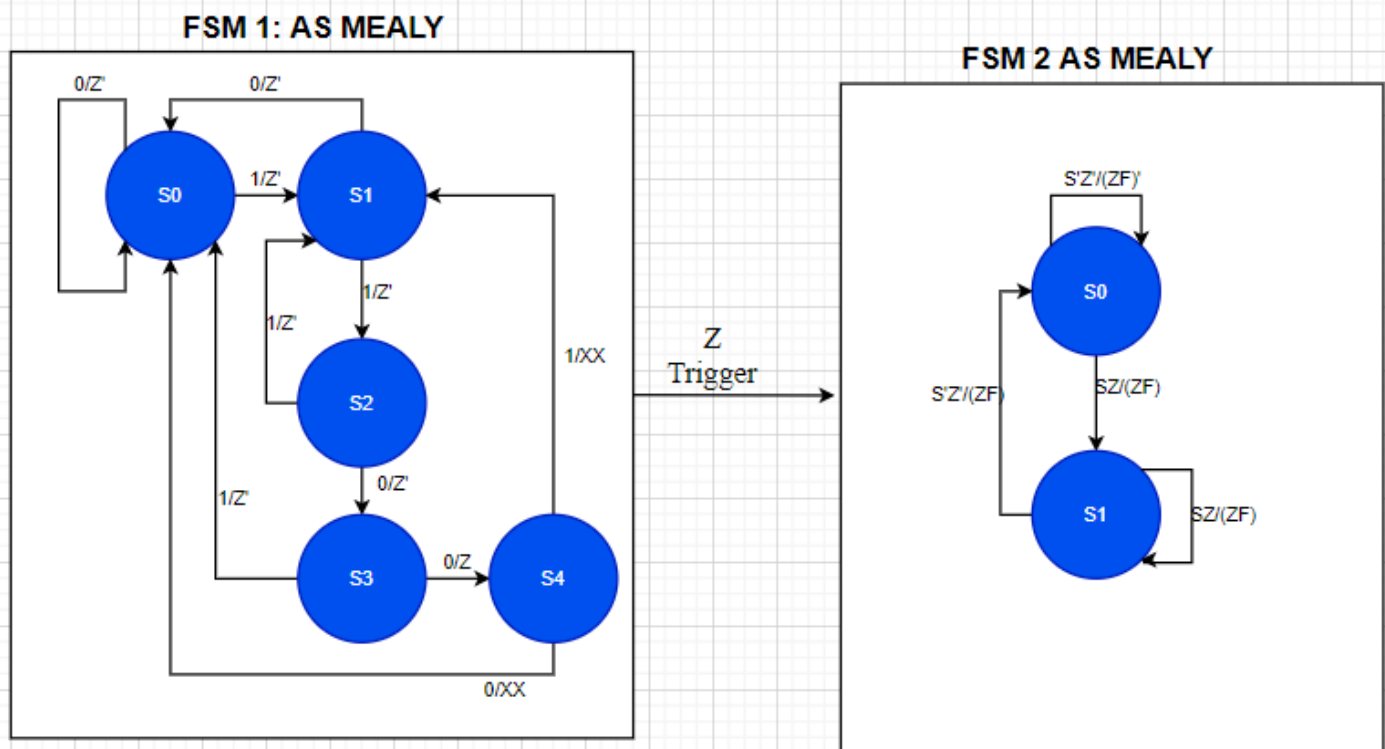 FSM 1: AS MEALY
0/Z'
0/Z'
S0
1/Z'
S1
1/Z'
1/Z'
S2
1/XX
0/Z'
1/Z'
S3
0/Z
S4
0/XX
Z
Trigger
FSM 2 AS MEALY
S'Z'/(ZF)'
S0
S'Z'/(ZF)
SZ/(ZF)
S1
SZ/(ZF)